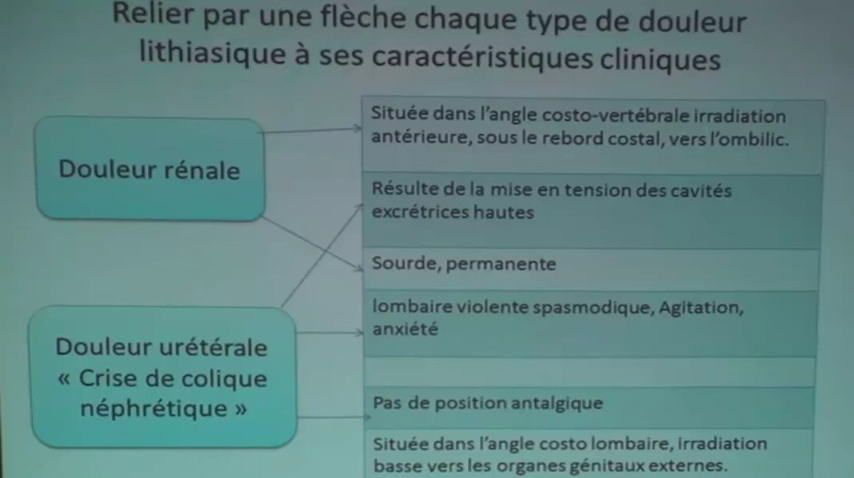 Relier par une flèche chaque type de douleur
lithiasique à ses caractéristiques cliniques
Douleur rénale
Située dans l'angle costo-vertébrale irradiation
antérieure, sous le rebord costal, vers l'ombilic.
Résulte de la mise en tension des cavités
excrétrices hautes
Sourde, permanente
lombaire violente spasmodique, Agitation,
anxiété
Douleur urétérale
« Crise de colique
néphrétique »
Pas de position antalgique
Située dans l'angle costo lombaire, irradiation
basse vers les organes génitaux externes.